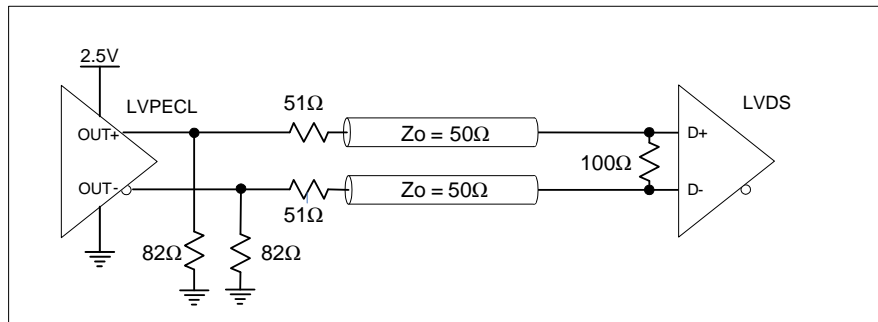 2.5V
LVPECL
51Ω
LVDS
OUT+
Zo = 50Ω
D+
100Ω
OUT-
Zo = 50Ω
D-
51Ω
82Ω
82Ω